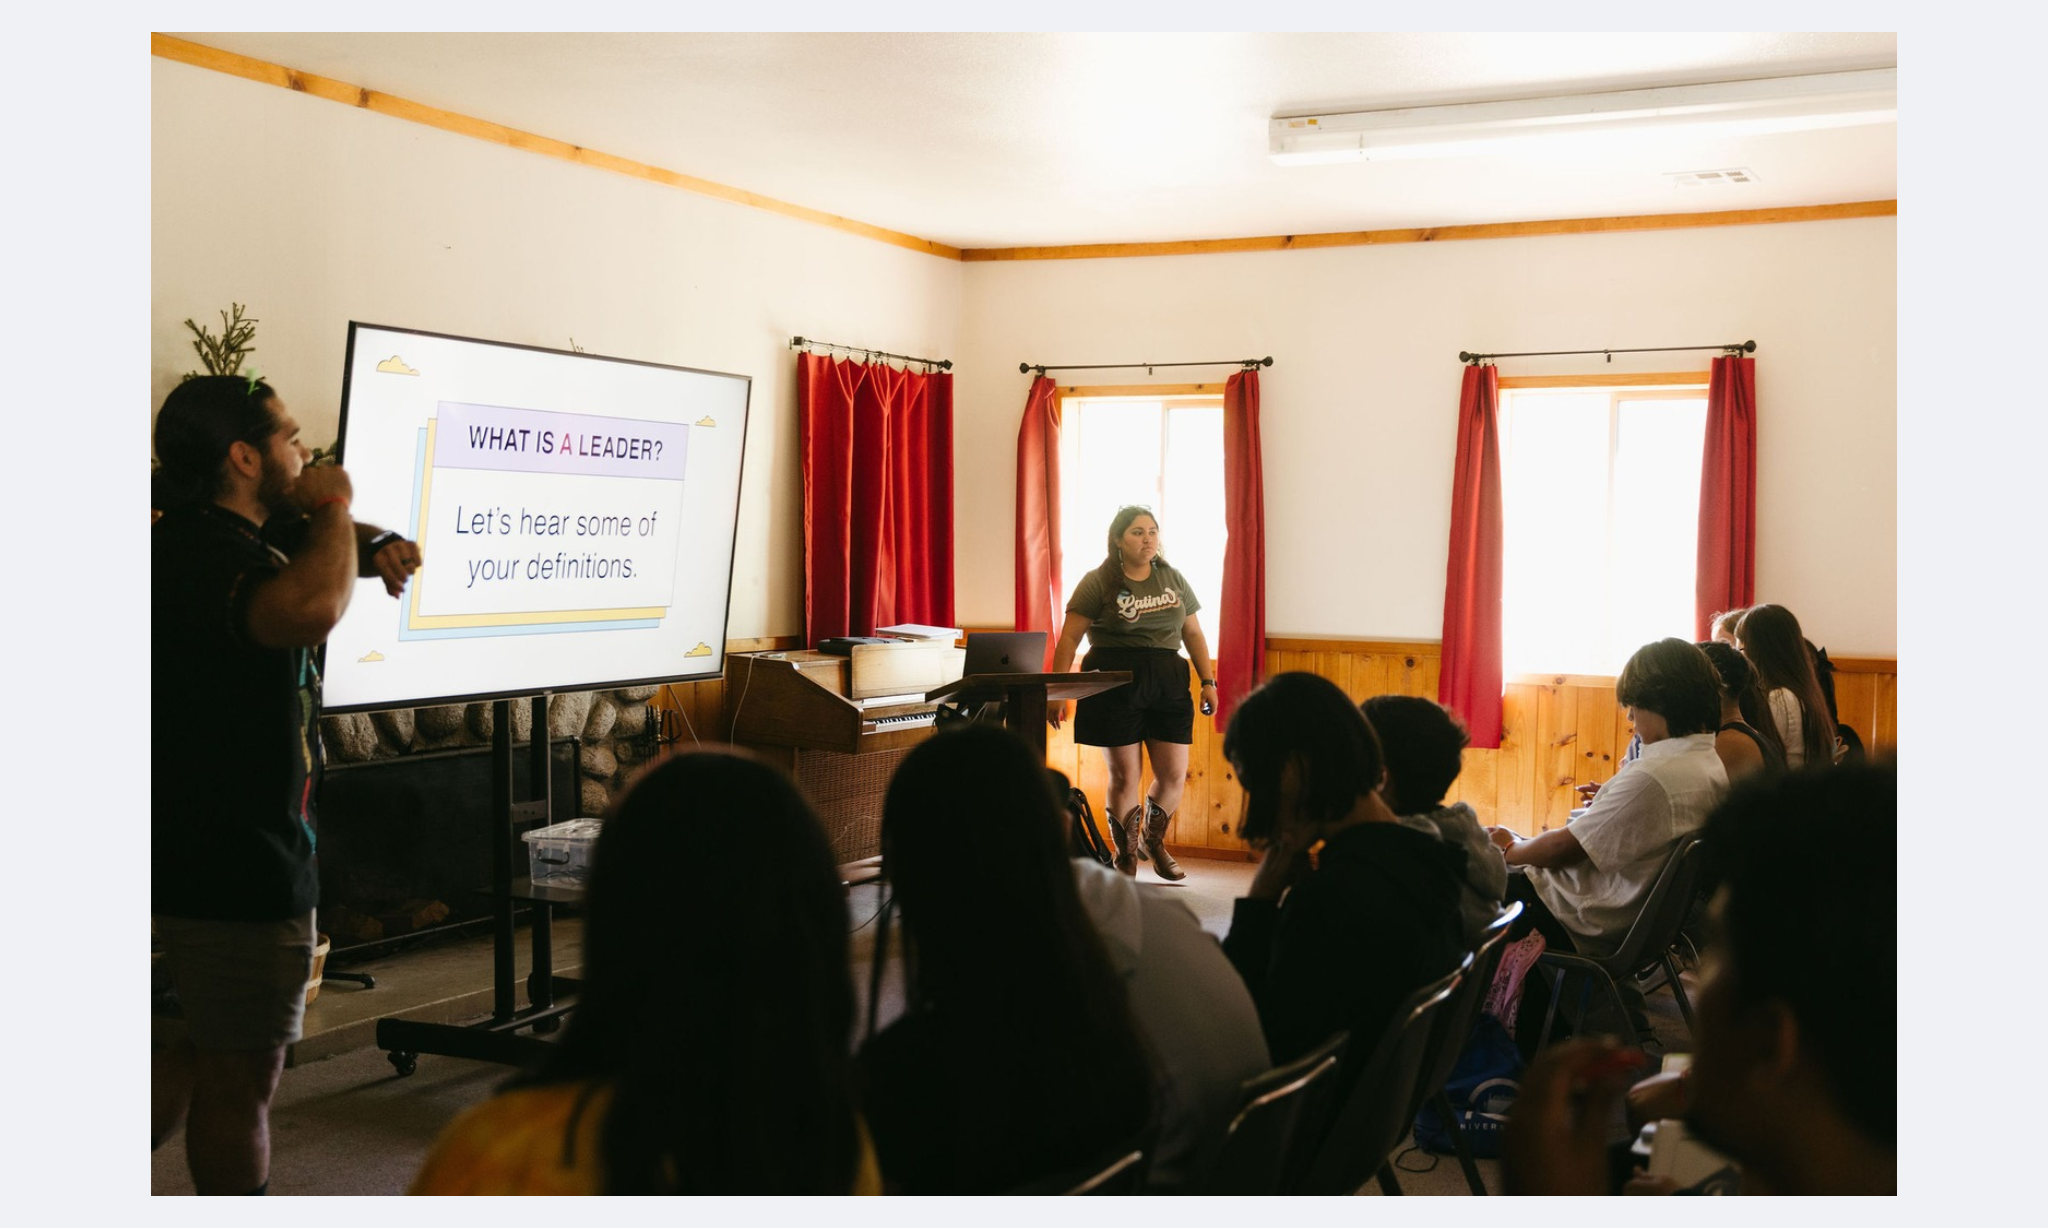 WHAT IS A LEADER?
Let's hear some of
your definitions.
Latina